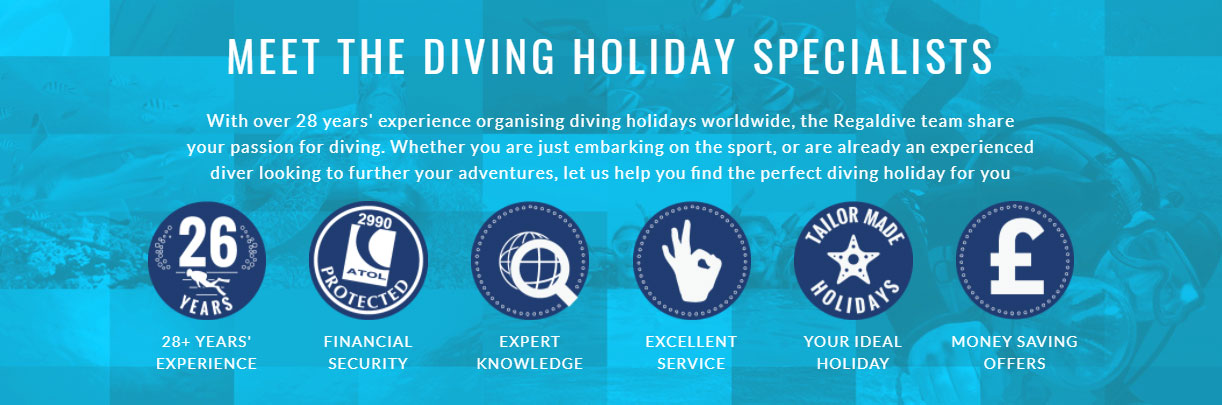 MEET THE DIVING HOLIDAY SPECIALISTS
With over 28 years' experience organising diving holidays worldwide, the Regaldive team share
your passion for diving. Whether you are just embarking on the sport, or are already an experienced
diver looking to further your adventures, let us help you find the perfect diving holiday for you
26
YEARS
28+ YEARS'
EXPERIENCE
2990
ATOL
PROTECTED
FINANCIAL
SECURITY
EXPERT
KNOWLEDGE
EXCELLENT
SERVICE
TAILOR MADE
HOLIDAYS
YOUR IDEAL
HOLIDAY
£
MONEY SAVING
OFFERS